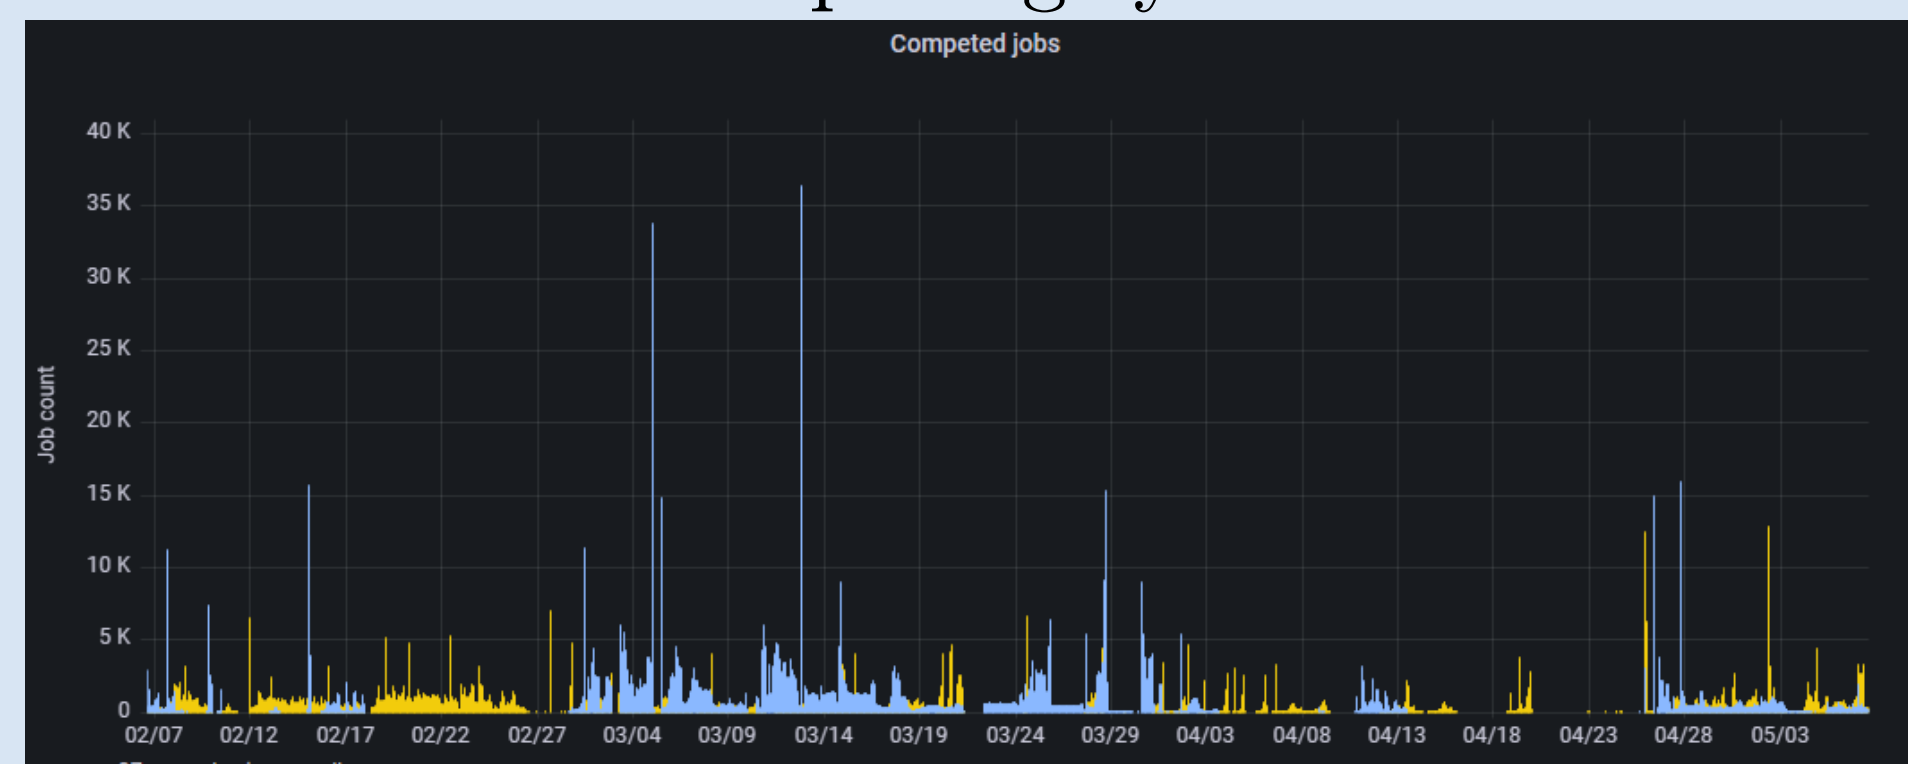 Competed jobs
40 K
35 K
30 K
25 K
20 K
15 K
10 K
5 K
0
Job count
02/07 02/12 02/17 02/22 02/27 03/04 03/09 03/14 03/19 03/24 03/29 04/03 04/08 04/13 04/18 04/23 04/28 05/03